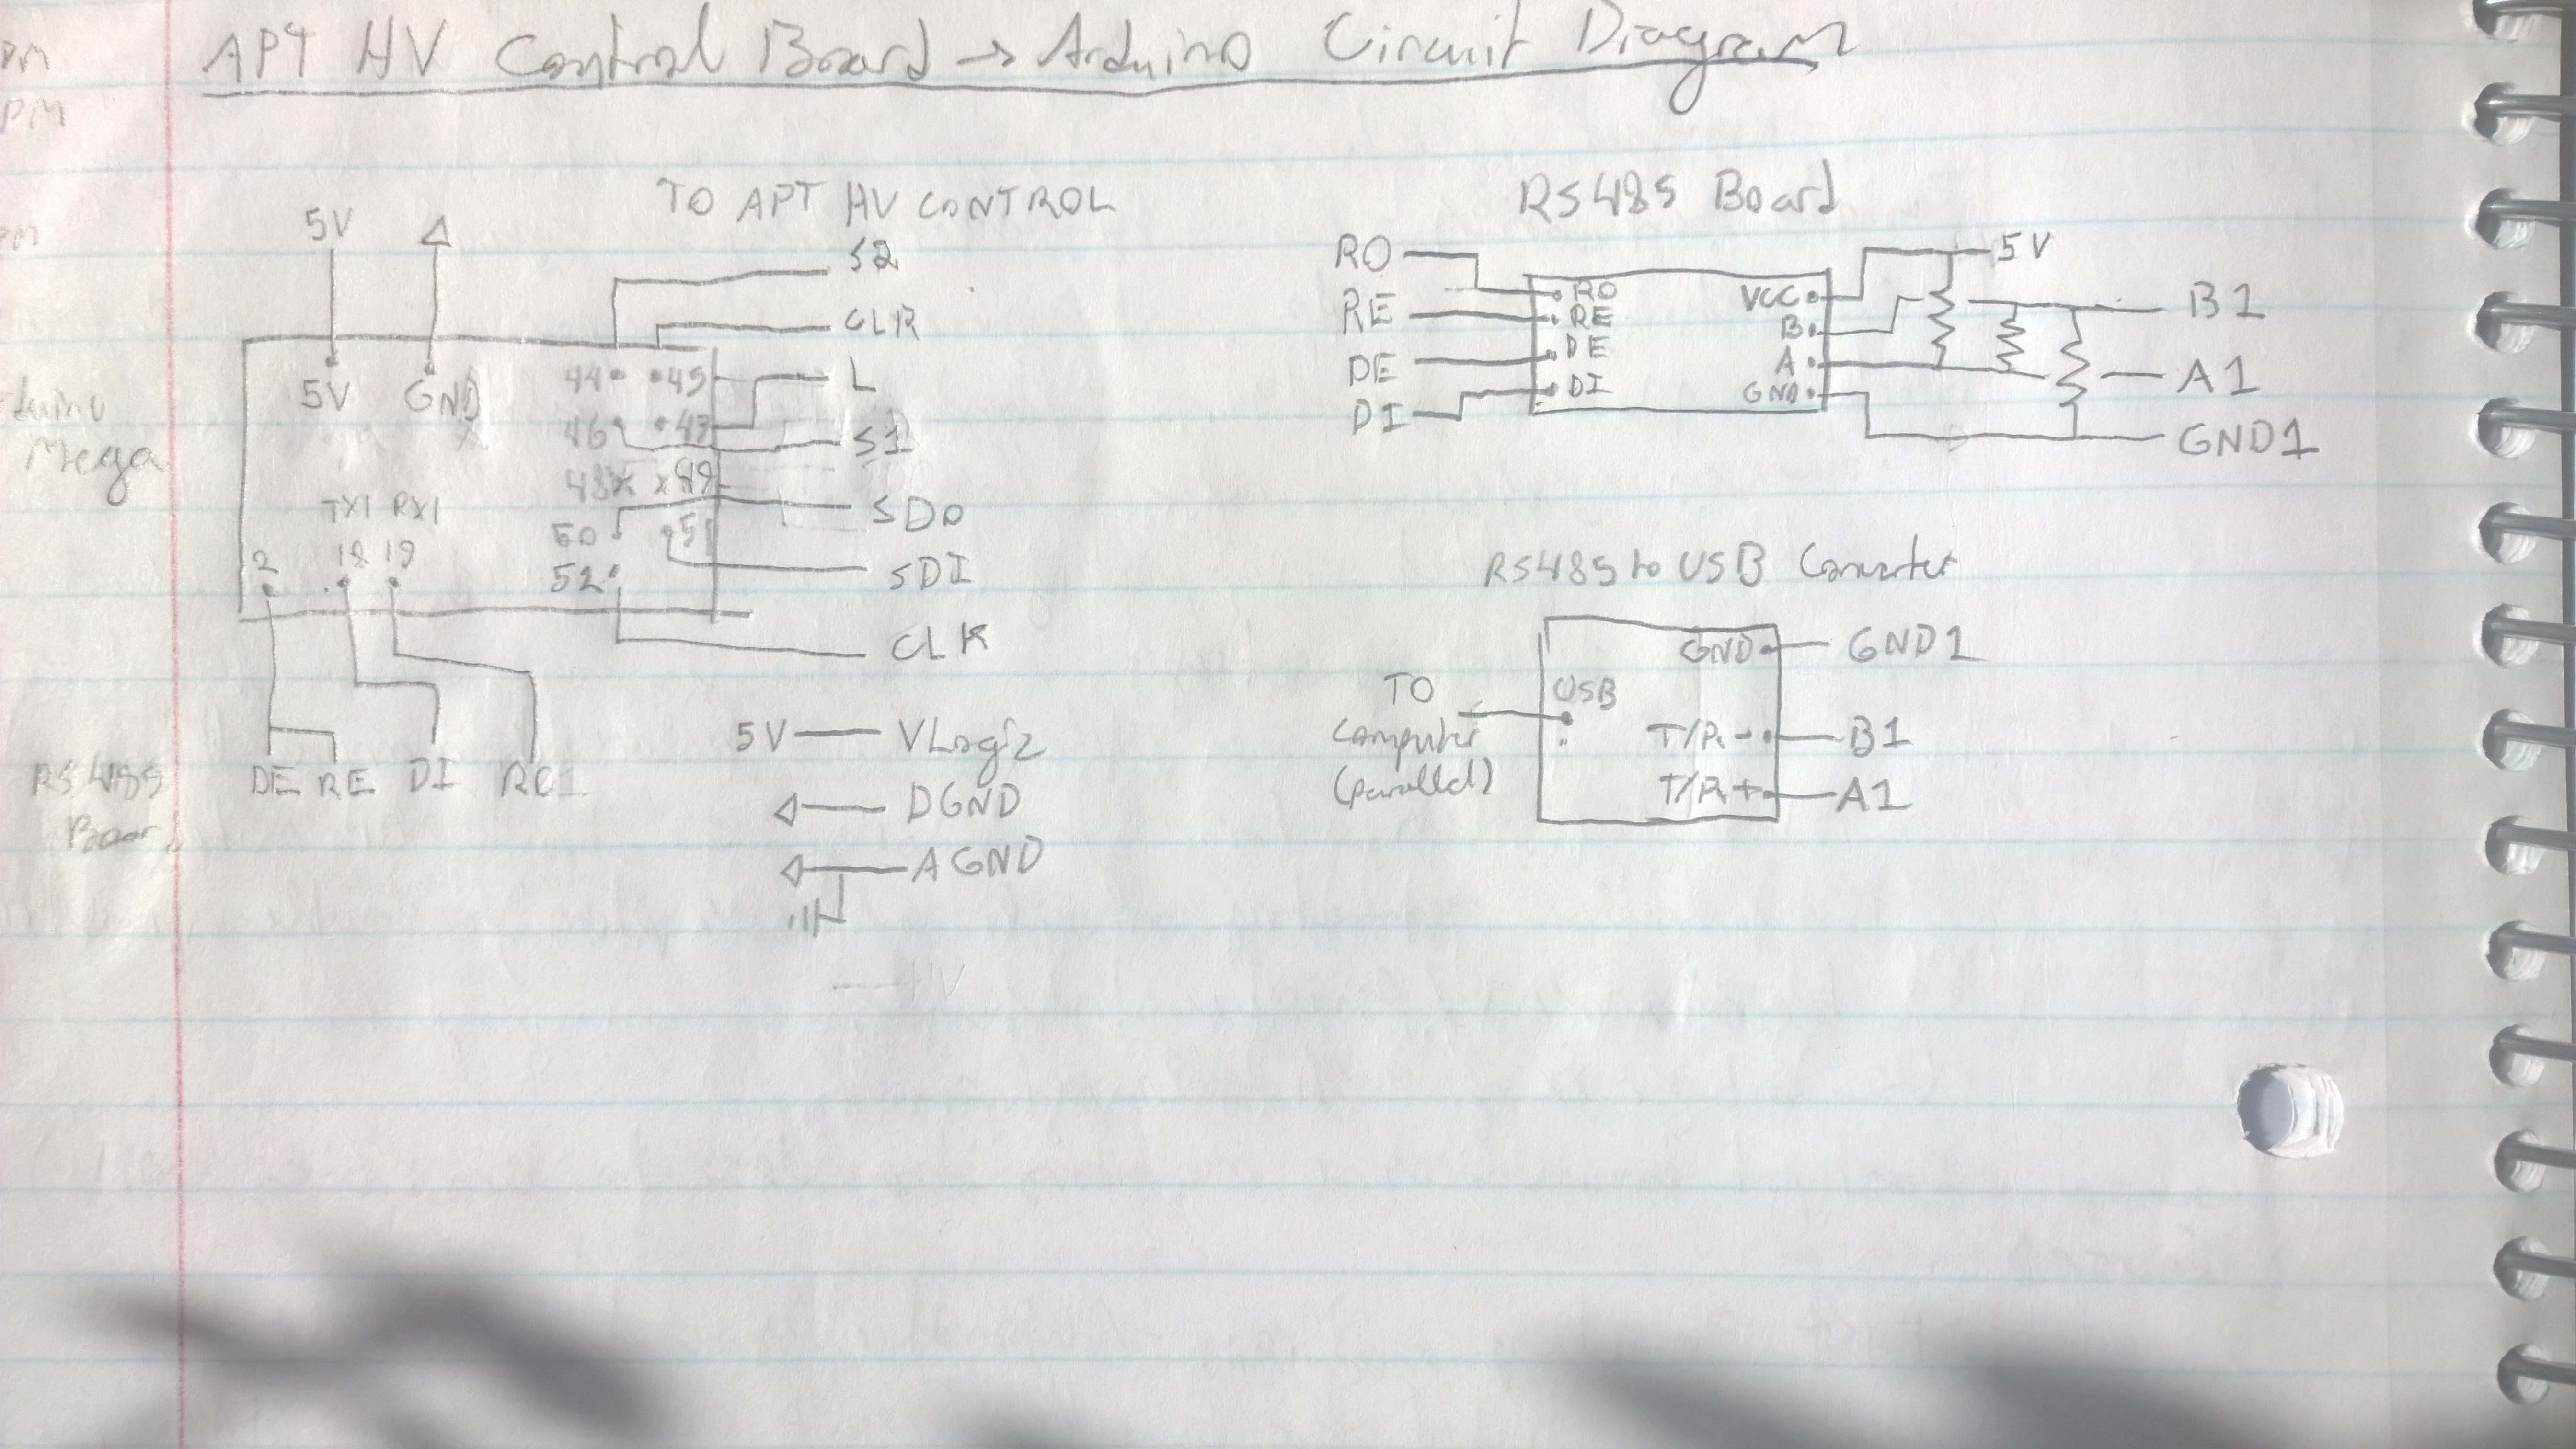 APT HV Control Board → Arduino Circuit Diagram
PM
PM
TO APT HV CONTROL
5V
S2
CLR
5V GND
44 45
L
46 47
S1
48 49
Mega
TX1 RX1
SDO
50 51
2 18 19
52
SDI
CLK
RS485
Board
DE RE DI RO1
5V VLogic
DGND
AGND
HV
RS485 Board
RO RO VCC 5V
RE RE B B1
DE DE A A1
DI DI GND GND1
RS485 to USB Converter
GND GND1
TO
Computer
(parallel)
USB
T/R- B1
T/R+ A1